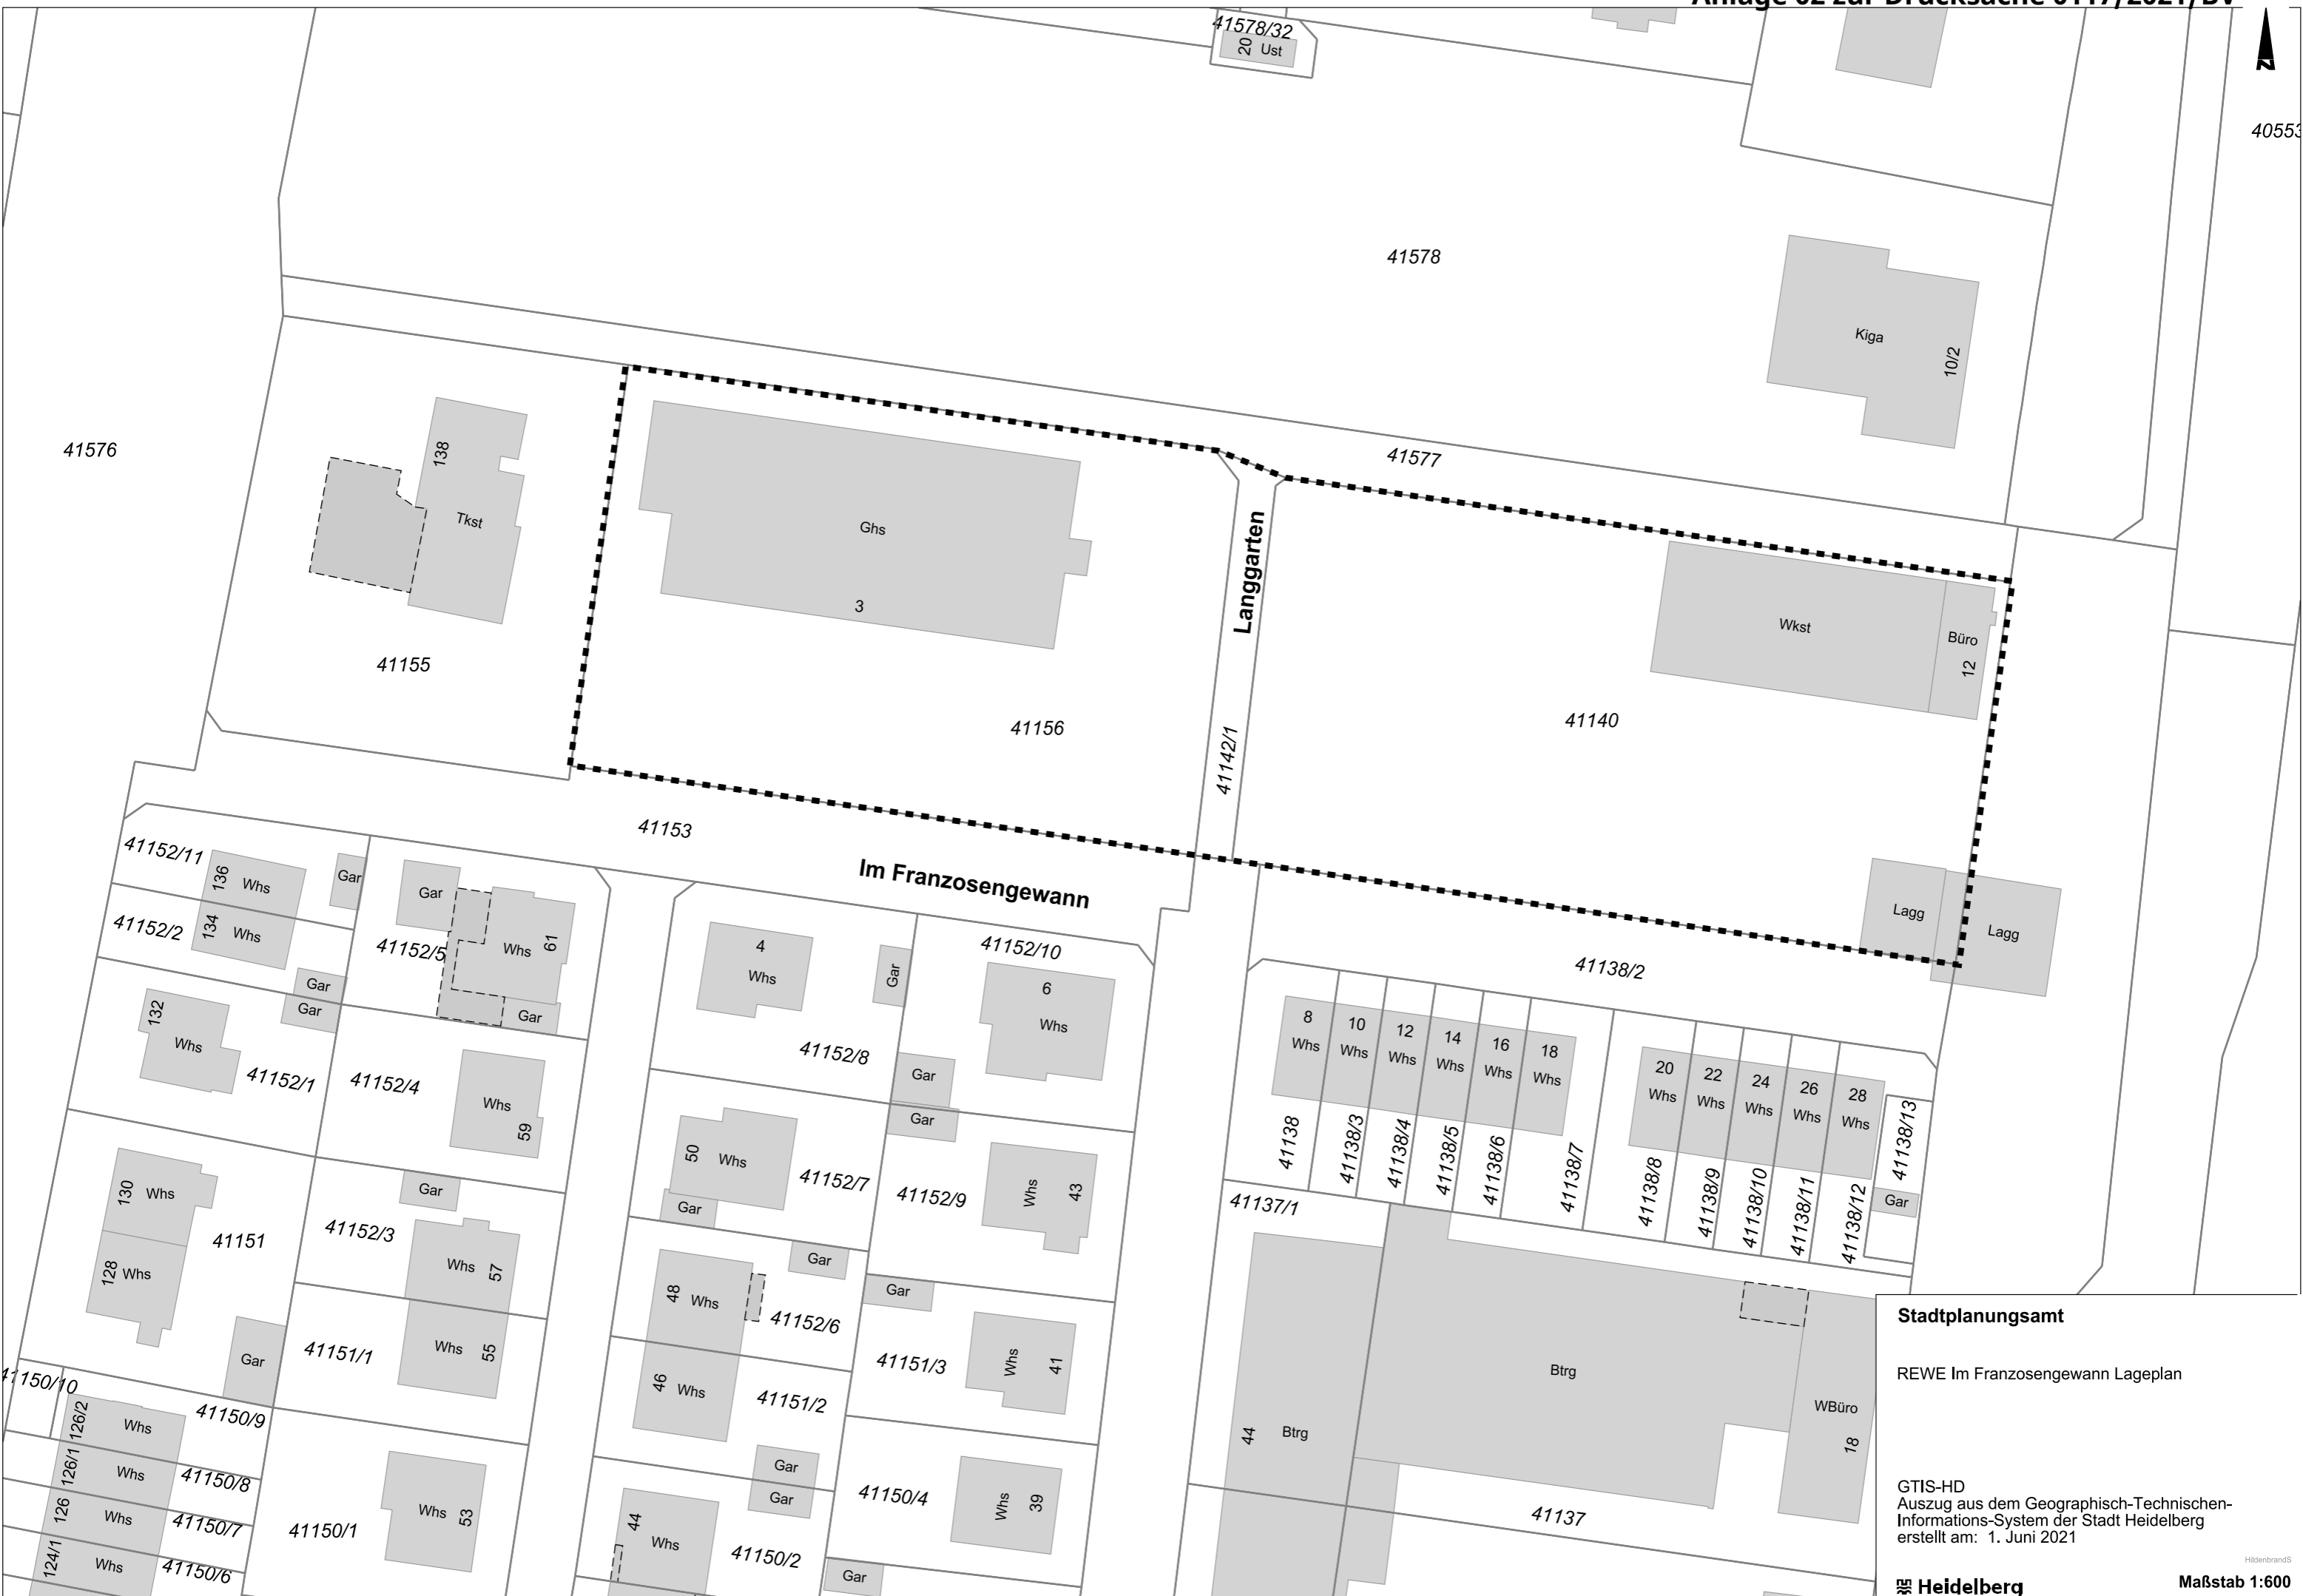 Anlage 02 zur Drucksache 0117/2021/BV
41578/32
20 Ust
N
40553
41578
Kiga
10/2
41576
138
Tkst
41577
Ghs
3
Langgarten
Wkst
Büro
12
41155
41156
41140
41142/1
41153
Im Franzosengewann
41152/11
136 Whs
Gar
Gar
134 Whs
41152/2
41152/5
Whs 61
4
Whs
Gar
41152/10
6
Whs
Lagg
Lagg
41138/2
Gar
Gar
Gar
132
Whs
41152/1
41152/4
Whs
59
41152/8
Gar
Gar
8
Whs
10
Whs
12
Whs
14
Whs
16
Whs
18
Whs
20
Whs
22
Whs
24
Whs
26
Whs
28
Whs
41138
41138/3
41138/4
41138/5
41138/6
41138/7
41138/8
41138/9
41138/10
41138/11
41138/12
41138/13
Gar
50
Whs
41152/7
Gar
41152/9
Whs
43
41137/1
130 Whs
Gar
41152/3
41151
128 Whs
Whs 57
Gar
48
Whs
41152/6
Gar
Gar
41151/1
Whs 55
46 Whs
41151/2
41151/3
Whs
41
Btrg
WBüro
18
44 Btrg
41150/10
126/2
Whs
41150/9
126/1
Whs
41150/8
126
Whs
41150/7
124/1
Whs
41150/6
41150/1
Whs 53
Gar
Gar
44
Whs
41150/2
41150/4
Whs
39
Gar
41137
Stadtplanungsamt
REWE Im Franzosengewann Lageplan
GTIS-HD
Auszug aus dem Geographisch-Technischen-
Informations-System der Stadt Heidelberg
erstellt am: 1. Juni 2021
HildenbrandS
Heidelberg
Maßstab 1:600